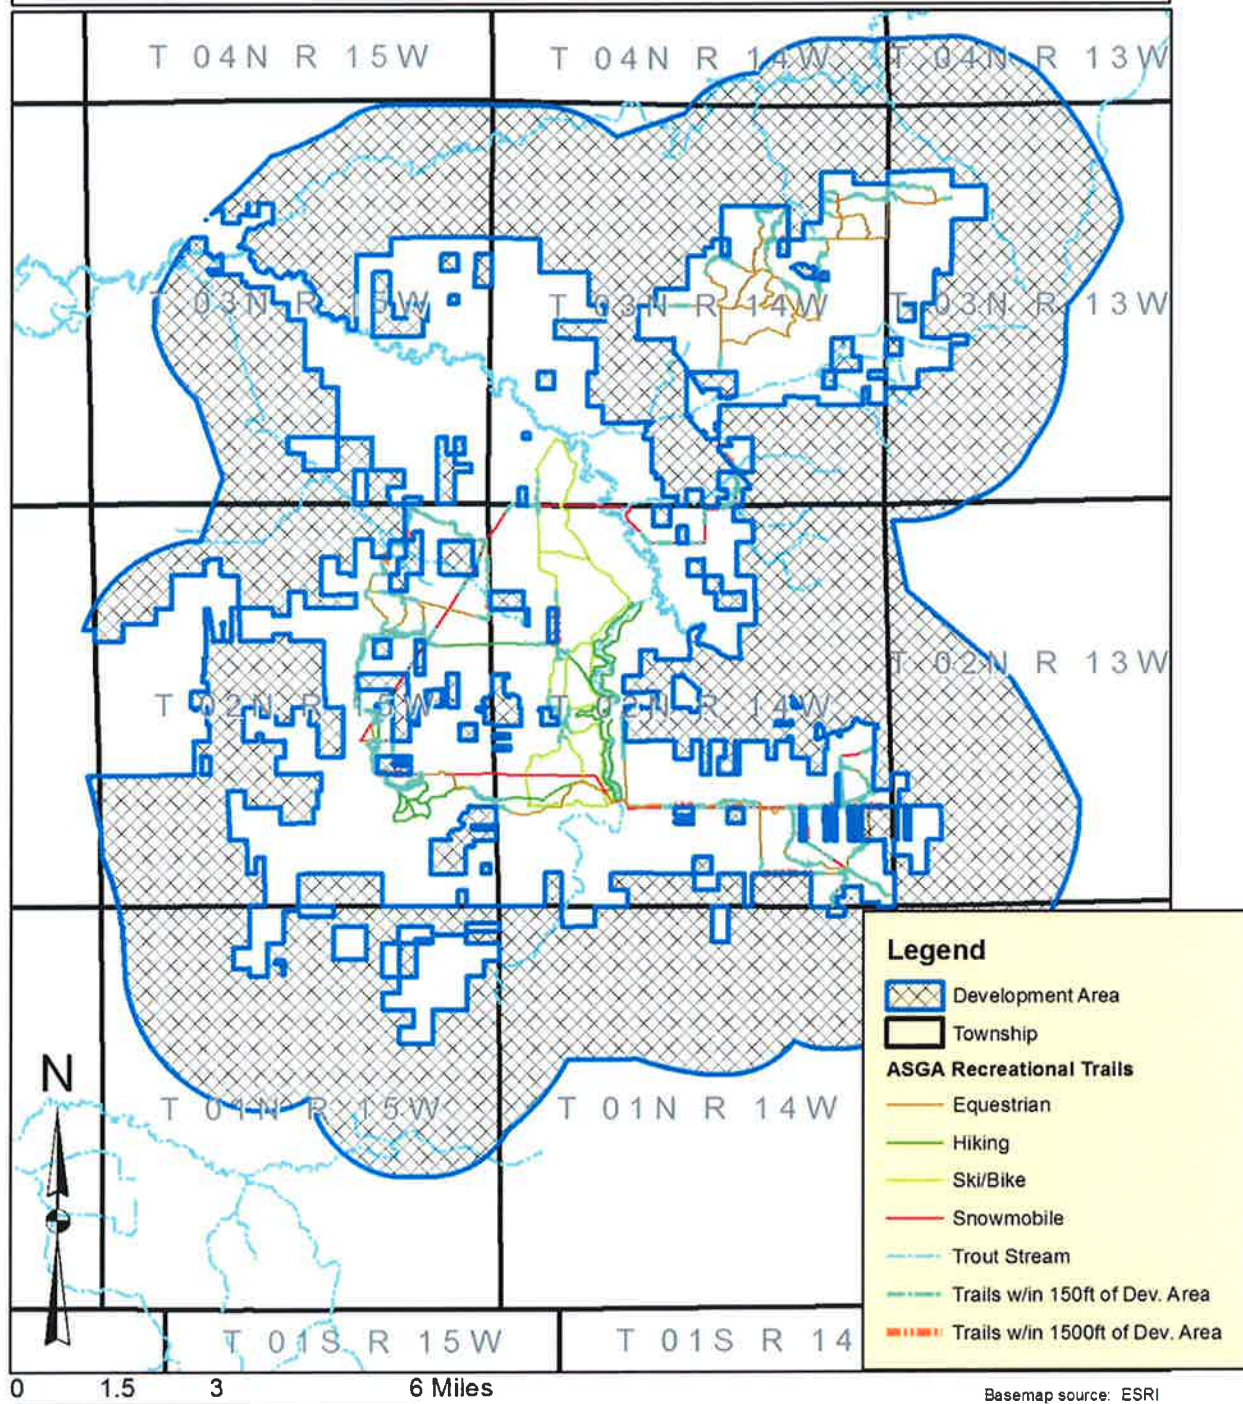 T 04N R 15W
T 04N R 14W
T 04N R 13W
T 03N R 15W
T 03N R 14W
T 03N R 13W
T 02N R 13W
T 02N R 15W
T 02N R 14W
Legend
Development Area
Township
ASGA Recreational Trails
Equestrian
Hiking
Ski/Bike
Snowmobile
Trout Stream
Trails w/in 150ft of Dev. Area
Trails w/in 1500ft of Dev. Area
N
T 01N R 15W
T 01N R 14W
T 01S R 15W
T 01S R 14
0 1.5 3 6 Miles
Basemap source: ESRI